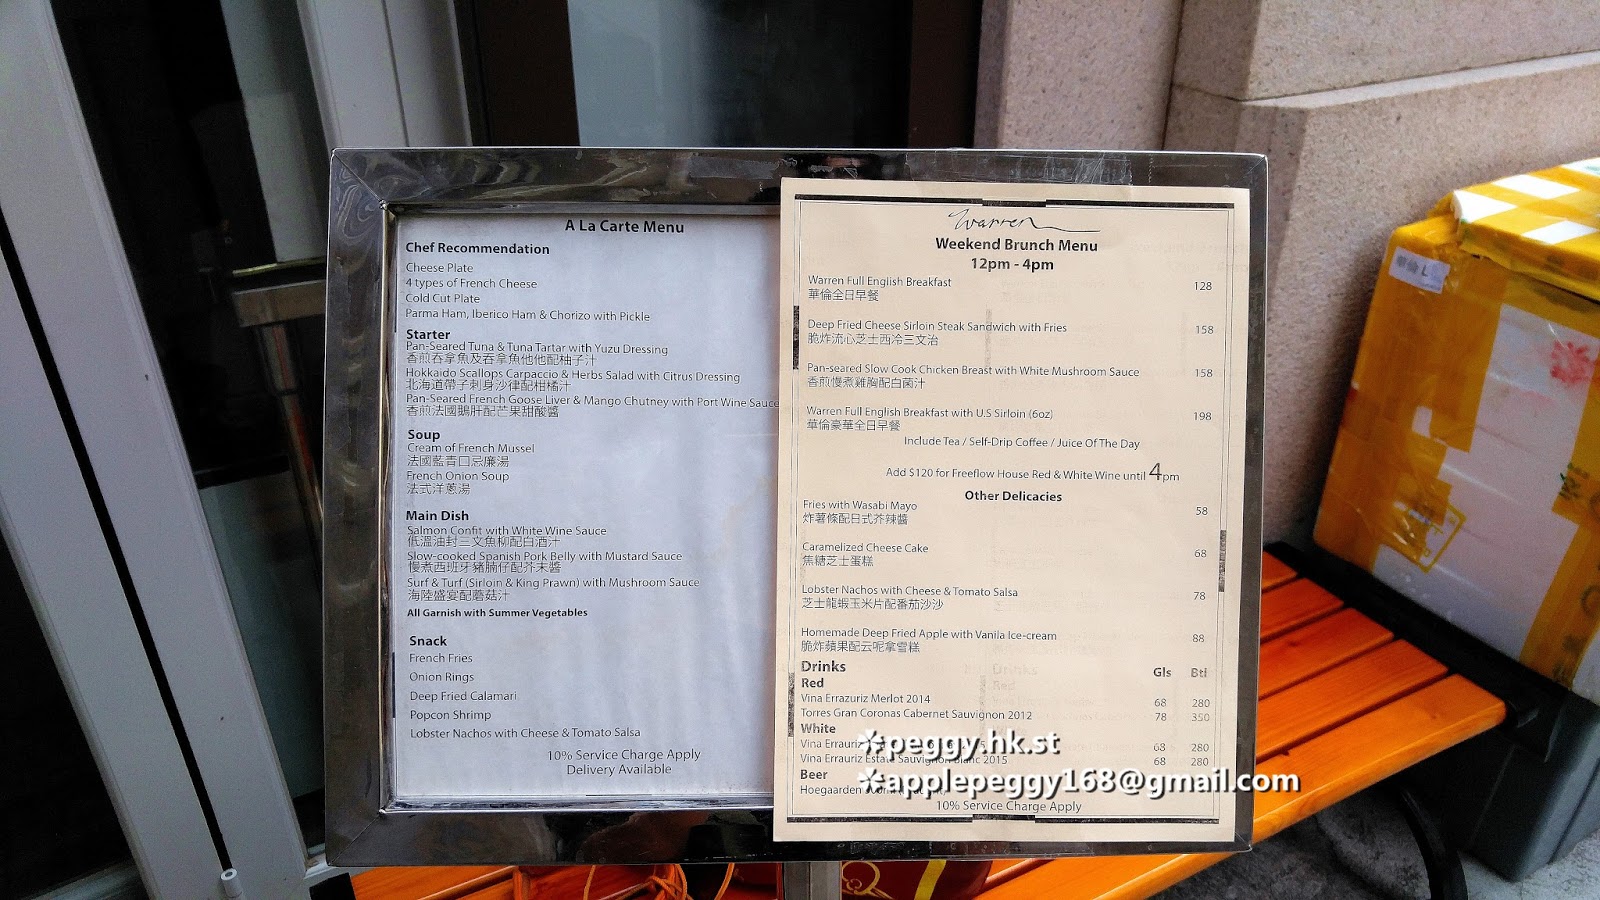 A La Carte Menu
Chef Recommendation
Cheese Plate
4 types of French Cheese
Cold Cut Plate
Parma Ham, Iberico Ham & Chorizo with Pickle
Starter
Pan-Seared Tuna & Tuna Tartar with Yuzu Dressing
香煎吞拿魚及吞拿魚他他配柚子汁
Hokkaido Scallops Carpaccio & Herbs Salad with Citrus Dressing
北海道帶子刺身沙律配柑橘汁
Pan-Seared French Goose Liver & Mango Chutney with Port Wine Sauce
香煎法國鵝肝配芒果甜酸醬
Soup
Cream of French Mussel
法國藍青口忌廉湯
French Onion Soup
法式洋蔥湯
Main Dish
Salmon Confit with White Wine Sauce
低溫油封三文魚柳配白酒汁
Slow-cooked Spanish Pork Belly with Mustard Sauce
慢煮西班牙豬腩仔配芥末醬
Surf & Turf (Sirloin & King Prawn) with Mushroom Sauce
海陸盛宴配蘑菇汁
All Garnish with Summer Vegetables
Snack
French Fries
Onion Rings
Deep Fried Calamari
Popcon Shrimp
Lobster Nachos with Cheese & Tomato Salsa
10% Service Charge Apply
Delivery Available
Warren
Weekend Brunch Menu
12pm - 4pm
Warren Full English Breakfast 128
華倫全日早餐
Deep Fried Cheese Sirloin Steak Sandwich with Fries 158
脆炸流心芝士西冷三文治
Pan-seared Slow Cook Chicken Breast with White Mushroom Sauce 158
香煎慢煮雞胸配白菌汁
Warren Full English Breakfast with U.S Sirloin (6oz) 198
華倫豪華全日早餐
Include Tea / Self-Drip Coffee / Juice Of The Day
Add $120 for Freeflow House Red & White Wine until 4pm
Other Delicacies
Fries with Wasabi Mayo 58
炸薯條配日式芥辣醬
Caramelized Cheese Cake 68
焦糖芝士蛋糕
Lobster Nachos with Cheese & Tomato Salsa 78
芝士龍蝦玉米片配番茄沙沙
Homemade Deep Fried Apple with Vanila Ice-cream 88
脆炸蘋果配云呢拿雪糕
Drinks Gls Btl
Red
Vina Errazuriz Merlot 2014 68 280
Torres Gran Coronas Cabernet Sauvignon 2012 78 350
White
Vina Errauriz 68 280
Vina Errauriz Estate Sauvignon Blanc 2015 68 280
Beer
Hoegaarden
10% Service Charge Apply
華倫 L
peggy.hk.st
applepeggy168@gmail.com